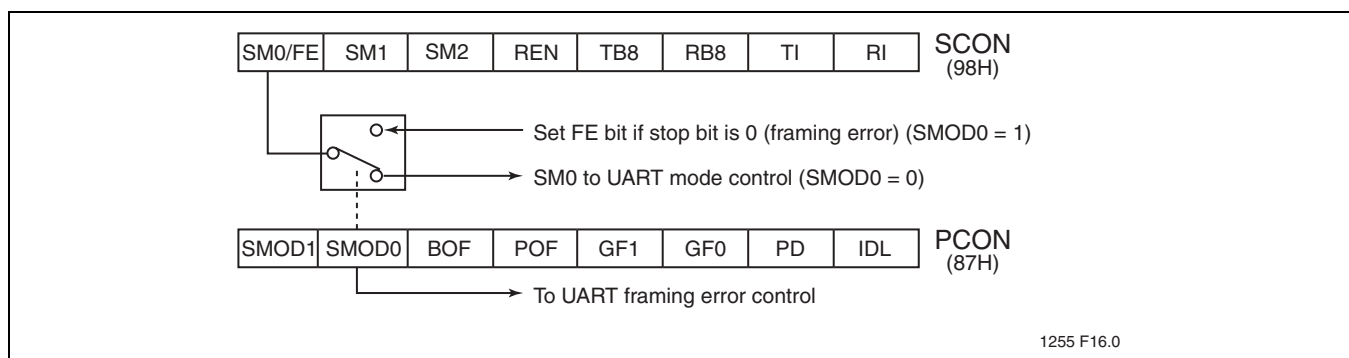 SM0/FE SM1 SM2 REN TB8 RB8 TI RI SCON
(98H)
Set FE bit if stop bit is 0 (framing error) (SMOD0 = 1)
SM0 to UART mode control (SMOD0 = 0)
SMOD1 SMOD0 BOF POF GF1 GF0 PD IDL PCON
(87H)
To UART framing error control
1255 F16.0